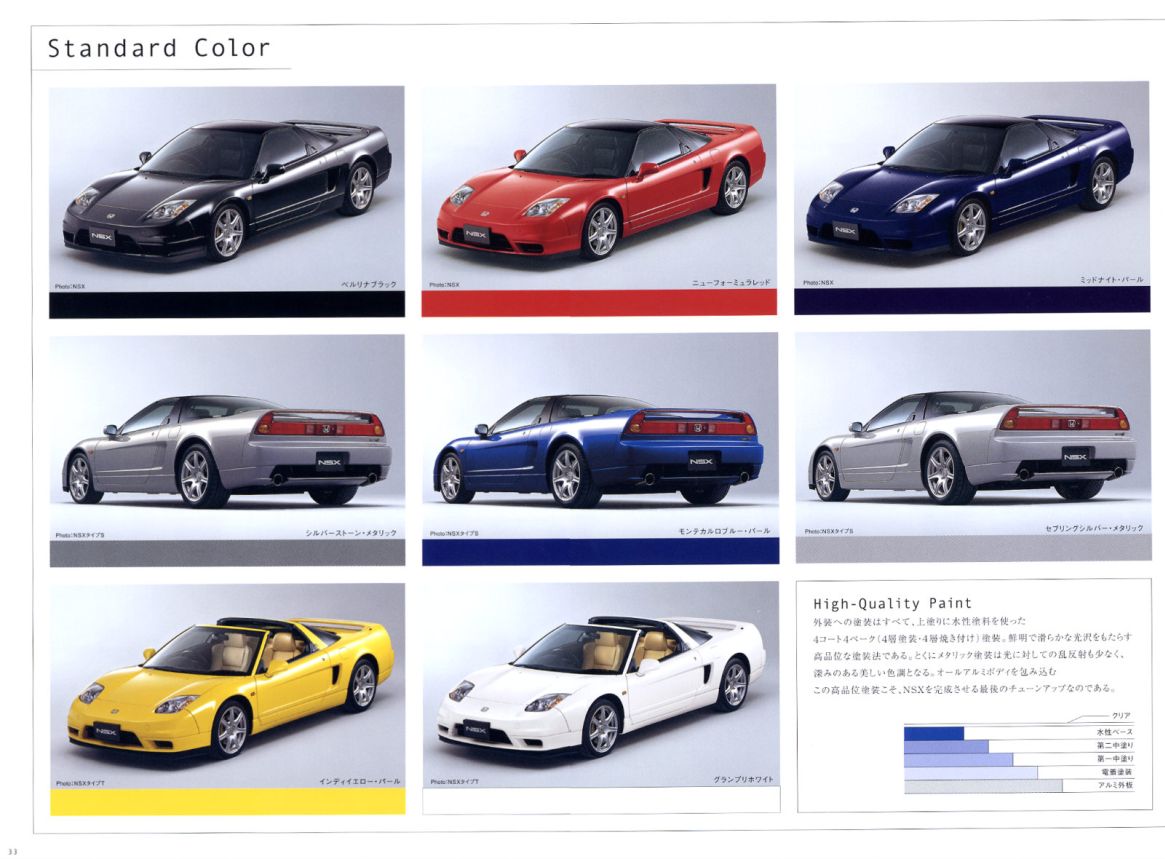 Standard Color
NSX
Photo:NSX
ベルリナブラック
NSX
Photo:NSX
ニューフォーミュラレッド
NSX
Photo:NSX
ミッドナイト・パール
NSX
Photo:NSXタイプS
シルバーストーン・メタリック
NSX
Photo:NSXタイプS
モンテカルロブルー・パール
NSX
Photo:NSXタイプS
セブリングシルバー・メタリック
NSX
Photo:NSXタイプT
インディイエロー・パール
NSX
Photo:NSXタイプT
グランプリホワイト
High-Quality Paint
外装への塗装はすべて、上塗りに水性塗料を使った
4コート4ベーク(4層塗装・4層焼き付け)塗装。鮮明で滑らかな光沢をもたらす
高品位な塗装法である。とくにメタリック塗装は光に対しての乱反射も少なく、
深みのある美しい色調となる。オールアルミボディを包み込む
この高品位塗装こそ、NSXを完成させる最後のチューンアップなのである。
クリア
水性ベース
第二中塗り
第一中塗り
電着塗装
アルミ外板
33